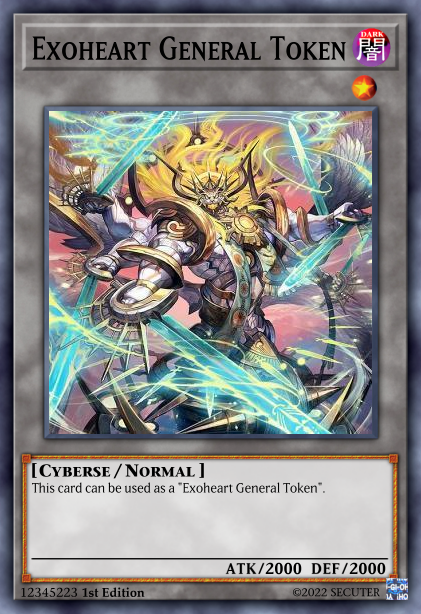 EXOHEART GENERAL TOKEN
DARK
闇
[CYBERSE / NORMAL ]
This card can be used as a "Exoheart General Token".
ATK/2000 DEF/2000
12345223 1st Edition ©2022 SECUTER